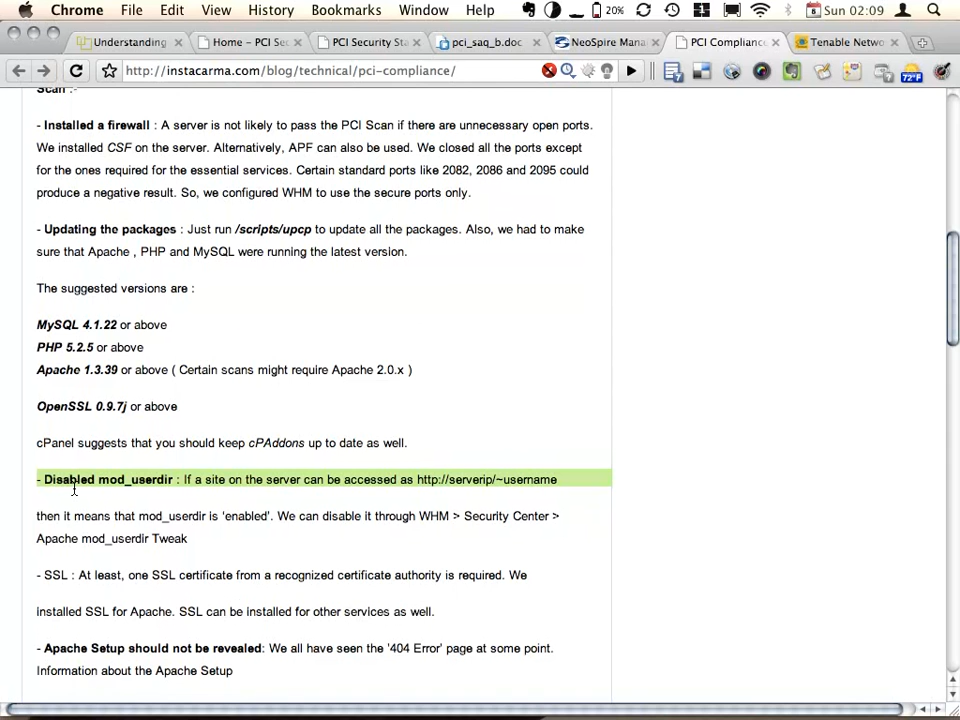 Chrome File Edit View History Bookmarks Window Help 20% Sun 02:09
Understanding Home – PCI Sec PCI Security Sta pci_saq_b.doc NeoSpire Mana PCI Compliance Tenable Netwo
http://instacarma.com/blog/technical/pci-compliance/ 72°F
Scan :-
- Installed a firewall : A server is not likely to pass the PCI Scan if there are unnecessary open ports.
We installed CSF on the server. Alternatively, APF can also be used. We closed all the ports except
for the ones required for the essential services. Certain standard ports like 2082, 2086 and 2095 could
produce a negative result. So, we configured WHM to use the secure ports only.
- Updating the packages : Just run /scripts/upcp to update all the packages. Also, we had to make
sure that Apache , PHP and MySQL were running the latest version.
The suggested versions are :
MySQL 4.1.22 or above
PHP 5.2.5 or above
Apache 1.3.39 or above ( Certain scans might require Apache 2.0.x )
OpenSSL 0.9.7j or above
cPanel suggests that you should keep cPAddons up to date as well.
- Disabled mod_userdir : If a site on the server can be accessed as http://serverip/~username
then it means that mod_userdir is 'enabled'. We can disable it through WHM > Security Center >
Apache mod_userdir Tweak
- SSL : At least, one SSL certificate from a recognized certificate authority is required. We
installed SSL for Apache. SSL can be installed for other services as well.
- Apache Setup should not be revealed: We all have seen the '404 Error' page at some point.
Information about the Apache Setup